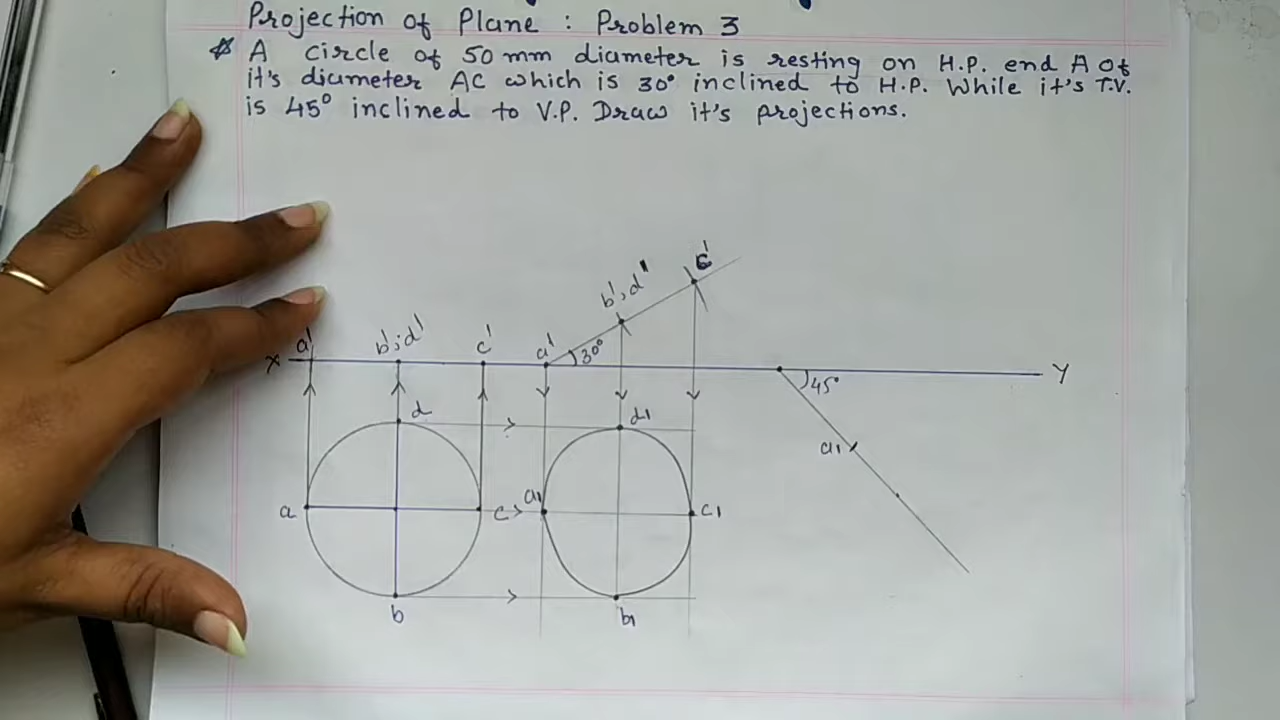 Projection of Plane : Problem 3
A circle of 50 mm diameter is resting on H.P. end A of
it's diameter AC which is 30° inclined to H.P. While it's T.V.
is 45° inclined to V.P. Draw it's projections.
c'
b', d'
x a' b', d' c' a' 30° Y
45°
d d1
a1
a c a1 c1
b b1